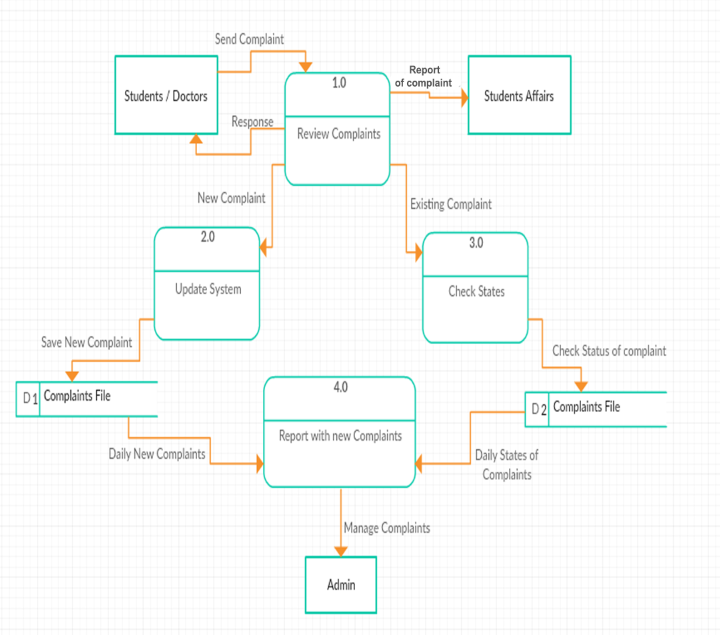 Send Complaint
Students / Doctors
1.0
Report
of complaint
Students Affairs
Response
Review Complaints
New Complaint
Existing Complaint
2.0
Update System
3.0
Check States
Save New Complaint
Check Status of complaint
D 1 Complaints File
4.0
D 2 Complaints File
Report with new Complaints
Daily New Complaints
Daily States of
Complaints
Manage Complaints
Admin